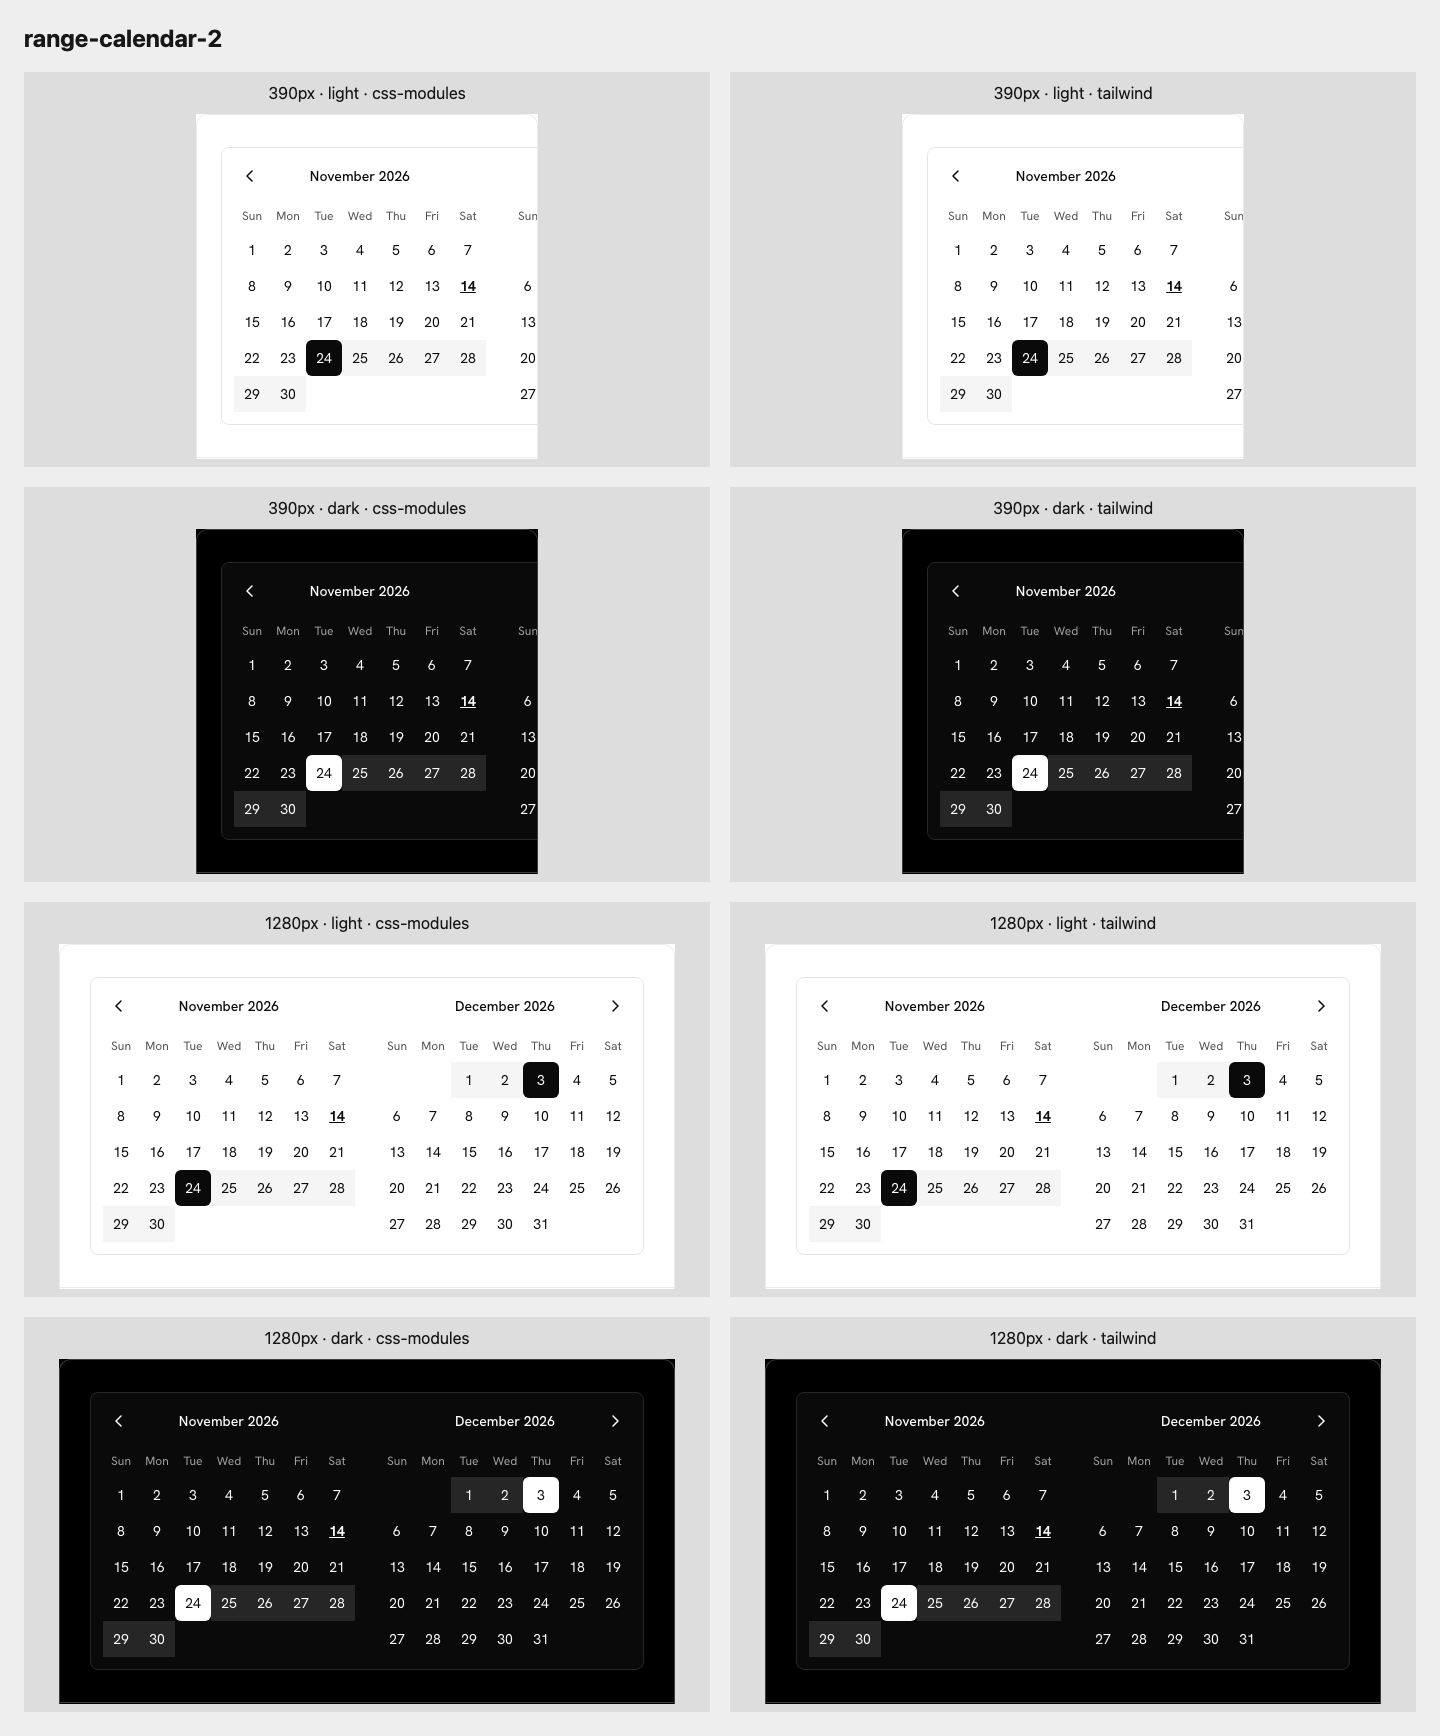 range-calendar-2
390px · light · css-modules
November 2026
Sun Mon Tue Wed Thu Fri Sat Sun
1 2 3 4 5 6 7
8 9 10 11 12 13 14 6
15 16 17 18 19 20 21 13
22 23 24 25 26 27 28 20
29 30 27
390px · light · tailwind
November 2026
Sun Mon Tue Wed Thu Fri Sat Sun
1 2 3 4 5 6 7
8 9 10 11 12 13 14 6
15 16 17 18 19 20 21 13
22 23 24 25 26 27 28 20
29 30 27
390px · dark · css-modules
November 2026
Sun Mon Tue Wed Thu Fri Sat Sun
1 2 3 4 5 6 7
8 9 10 11 12 13 14 6
15 16 17 18 19 20 21 13
22 23 24 25 26 27 28 20
29 30 27
390px · dark · tailwind
November 2026
Sun Mon Tue Wed Thu Fri Sat Sun
1 2 3 4 5 6 7
8 9 10 11 12 13 14 6
15 16 17 18 19 20 21 13
22 23 24 25 26 27 28 20
29 30 27
1280px · light · css-modules
November 2026 December 2026
Sun Mon Tue Wed Thu Fri Sat Sun Mon Tue Wed Thu Fri Sat
1 2 3 4 5 6 7 1 2 3 4 5
8 9 10 11 12 13 14 6 7 8 9 10 11 12
15 16 17 18 19 20 21 13 14 15 16 17 18 19
22 23 24 25 26 27 28 20 21 22 23 24 25 26
29 30 27 28 29 30 31
1280px · light · tailwind
November 2026 December 2026
Sun Mon Tue Wed Thu Fri Sat Sun Mon Tue Wed Thu Fri Sat
1 2 3 4 5 6 7 1 2 3 4 5
8 9 10 11 12 13 14 6 7 8 9 10 11 12
15 16 17 18 19 20 21 13 14 15 16 17 18 19
22 23 24 25 26 27 28 20 21 22 23 24 25 26
29 30 27 28 29 30 31
1280px · dark · css-modules
November 2026 December 2026
Sun Mon Tue Wed Thu Fri Sat Sun Mon Tue Wed Thu Fri Sat
1 2 3 4 5 6 7 1 2 3 4 5
8 9 10 11 12 13 14 6 7 8 9 10 11 12
15 16 17 18 19 20 21 13 14 15 16 17 18 19
22 23 24 25 26 27 28 20 21 22 23 24 25 26
29 30 27 28 29 30 31
1280px · dark · tailwind
November 2026 December 2026
Sun Mon Tue Wed Thu Fri Sat Sun Mon Tue Wed Thu Fri Sat
1 2 3 4 5 6 7 1 2 3 4 5
8 9 10 11 12 13 14 6 7 8 9 10 11 12
15 16 17 18 19 20 21 13 14 15 16 17 18 19
22 23 24 25 26 27 28 20 21 22 23 24 25 26
29 30 27 28 29 30 31